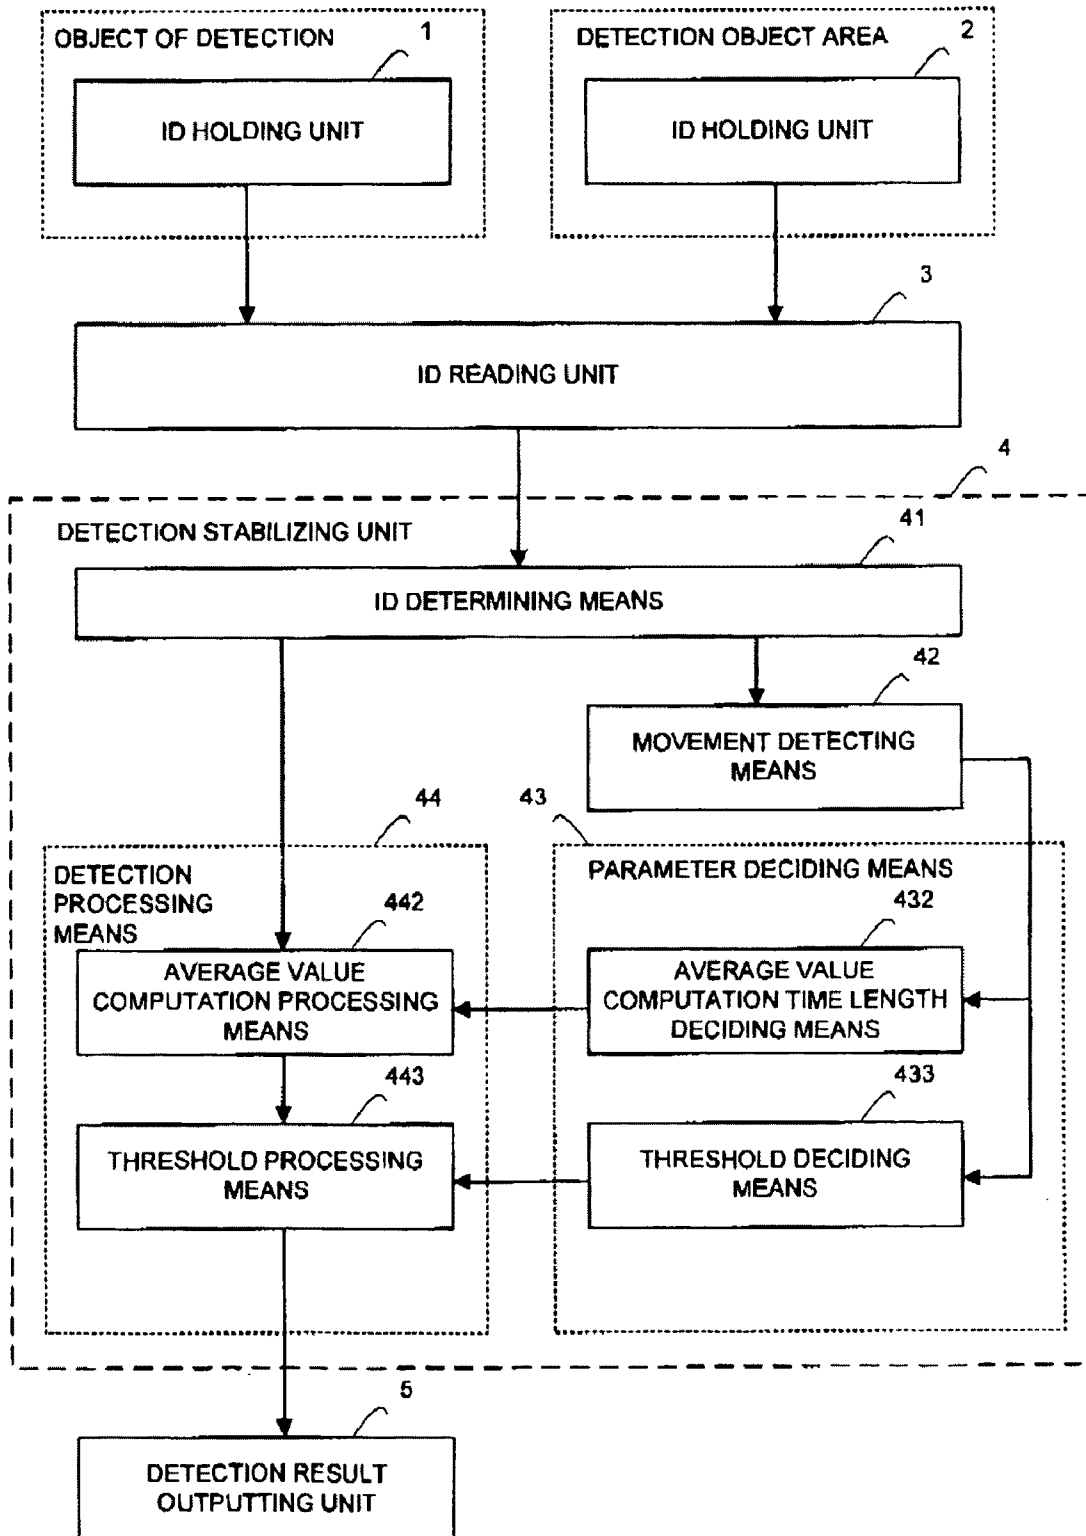 1
OBJECT OF DETECTION
ID HOLDING UNIT
2
DETECTION OBJECT AREA
ID HOLDING UNIT
3
ID READING UNIT
4
DETECTION STABILIZING UNIT
41
ID DETERMINING MEANS
42
MOVEMENT DETECTING
MEANS
44
DETECTION
PROCESSING
MEANS
43
PARAMETER DECIDING MEANS
442
AVERAGE VALUE
COMPUTATION PROCESSING
MEANS
432
AVERAGE VALUE
COMPUTATION TIME LENGTH
DECIDING MEANS
443
THRESHOLD PROCESSING
MEANS
433
THRESHOLD DECIDING
MEANS
5
DETECTION RESULT
OUTPUTTING UNIT